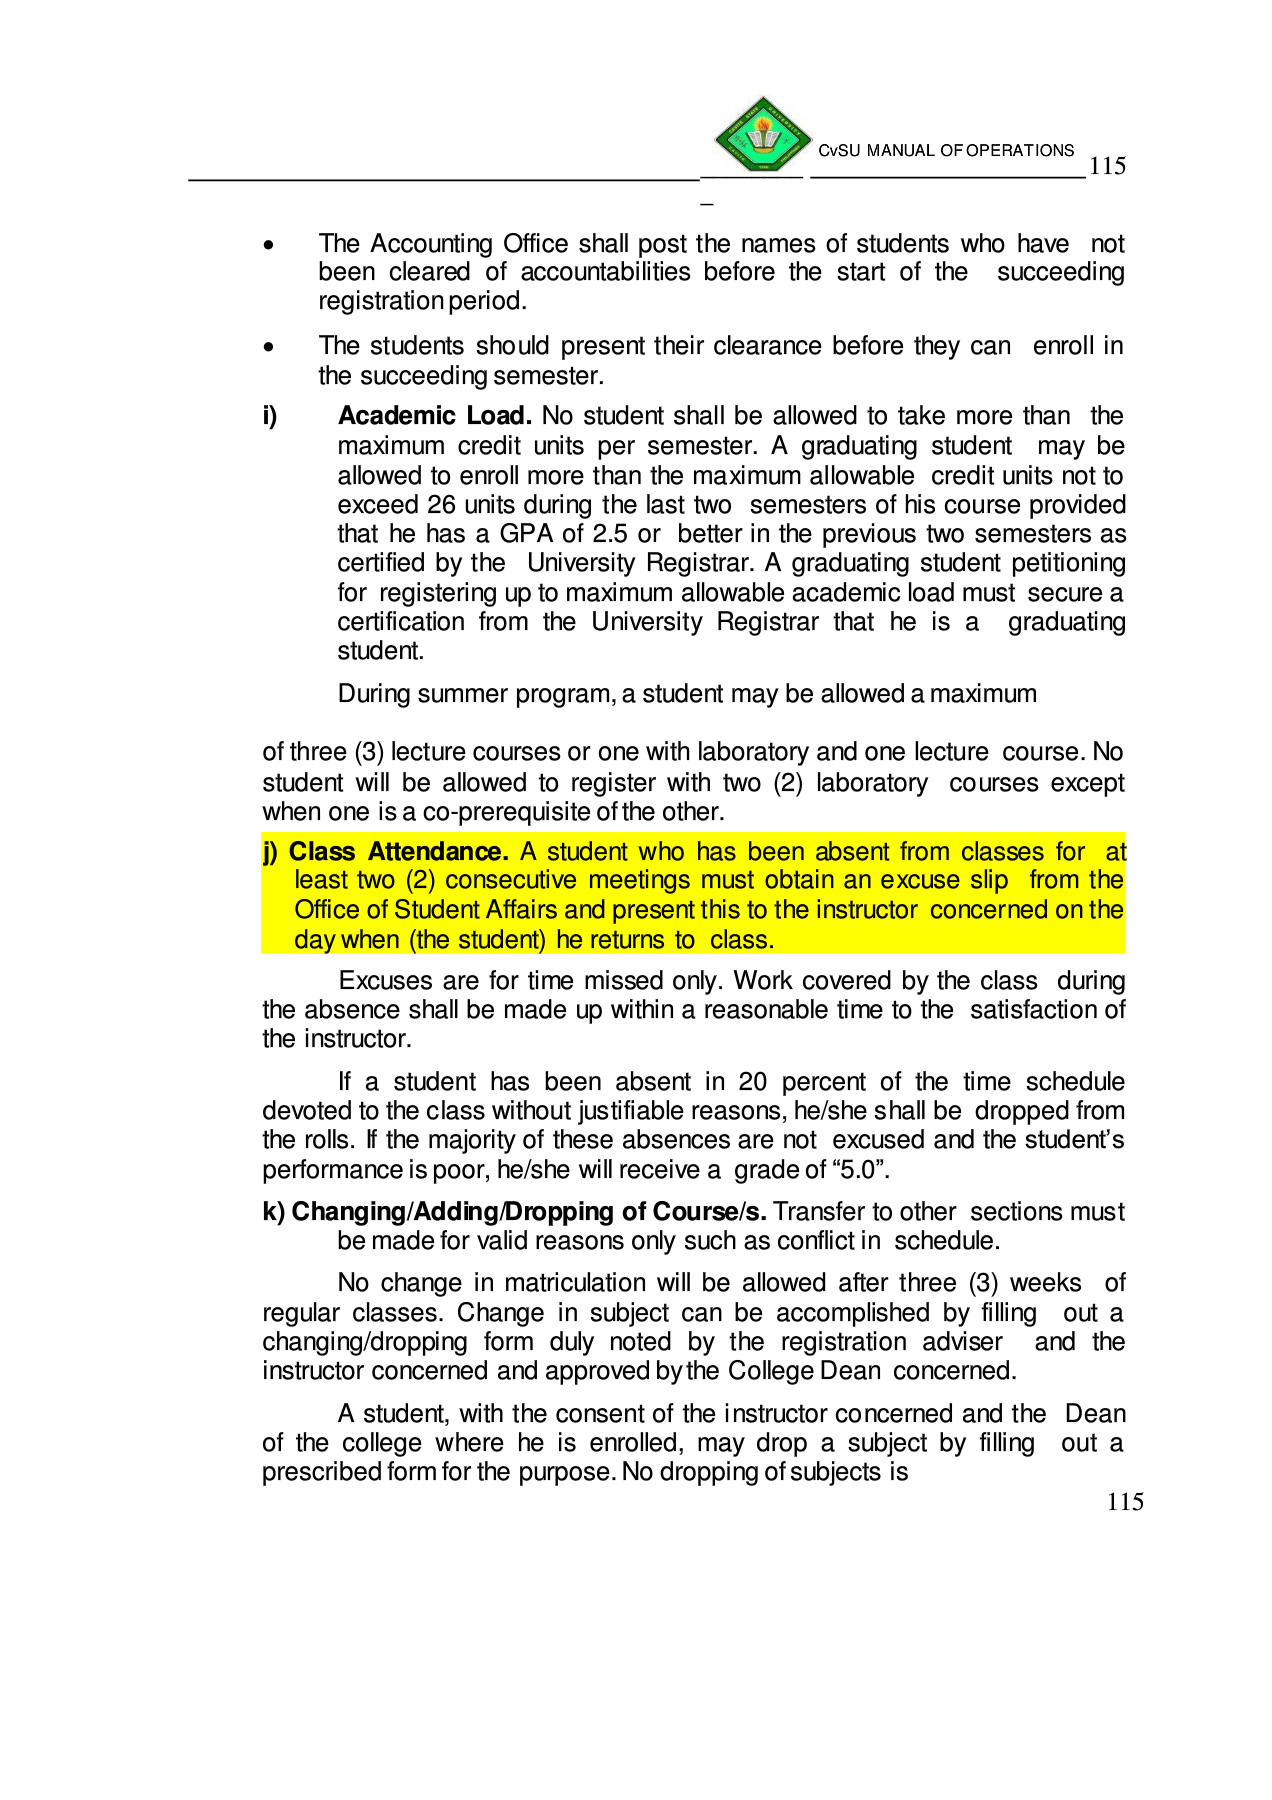 CvSU MANUAL OF OPERATIONS 115
• The Accounting Office shall post the names of students who have not
been cleared of accountabilities before the start of the succeeding
registration period.
• The students should present their clearance before they can enroll in
the succeeding semester.
i) Academic Load. No student shall be allowed to take more than the
maximum credit units per semester. A graduating student may be
allowed to enroll more than the maximum allowable credit units not to
exceed 26 units during the last two semesters of his course provided
that he has a GPA of 2.5 or better in the previous two semesters as
certified by the University Registrar. A graduating student petitioning
for registering up to maximum allowable academic load must secure a
certification from the University Registrar that he is a graduating
student.
During summer program, a student may be allowed a maximum
of three (3) lecture courses or one with laboratory and one lecture course. No
student will be allowed to register with two (2) laboratory courses except
when one is a co-prerequisite of the other.
j) Class Attendance. A student who has been absent from classes for at
least two (2) consecutive meetings must obtain an excuse slip from the
Office of Student Affairs and present this to the instructor concerned on the
day when (the student) he returns to class.
Excuses are for time missed only. Work covered by the class during
the absence shall be made up within a reasonable time to the satisfaction of
the instructor.
If a student has been absent in 20 percent of the time schedule
devoted to the class without justifiable reasons, he/she shall be dropped from
the rolls. If the majority of these absences are not excused and the student’s
performance is poor, he/she will receive a grade of “5.0”.
k) Changing/Adding/Dropping of Course/s. Transfer to other sections must
be made for valid reasons only such as conflict in schedule.
No change in matriculation will be allowed after three (3) weeks of
regular classes. Change in subject can be accomplished by filling out a
changing/dropping form duly noted by the registration adviser and the
instructor concerned and approved by the College Dean concerned.
A student, with the consent of the instructor concerned and the Dean
of the college where he is enrolled, may drop a subject by filling out a
prescribed form for the purpose. No dropping of subjects is
115